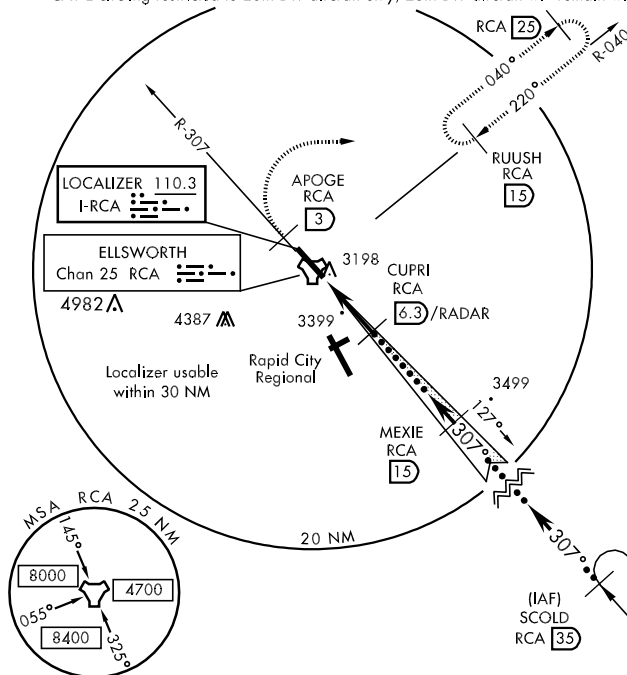 RCA 25
R-040
040°
220°
RUUSH
RCA
15
R-307
LOCALIZER 110.3
I-RCA
APOGE
RCA
3
ELLSWORTH
Chan 25 RCA
3198
CUPRI
RCA
6.3 /RADAR
4982
4387
3399
Rapid City
Regional
Localizer usable
within 30 NM
3499
127°
MEXIE
RCA
15
307°
20 NM
307°
(IAF)
SCOLD
RCA 35
MSA RCA 25 NM
145°
8000
4700
055°
8400
325°